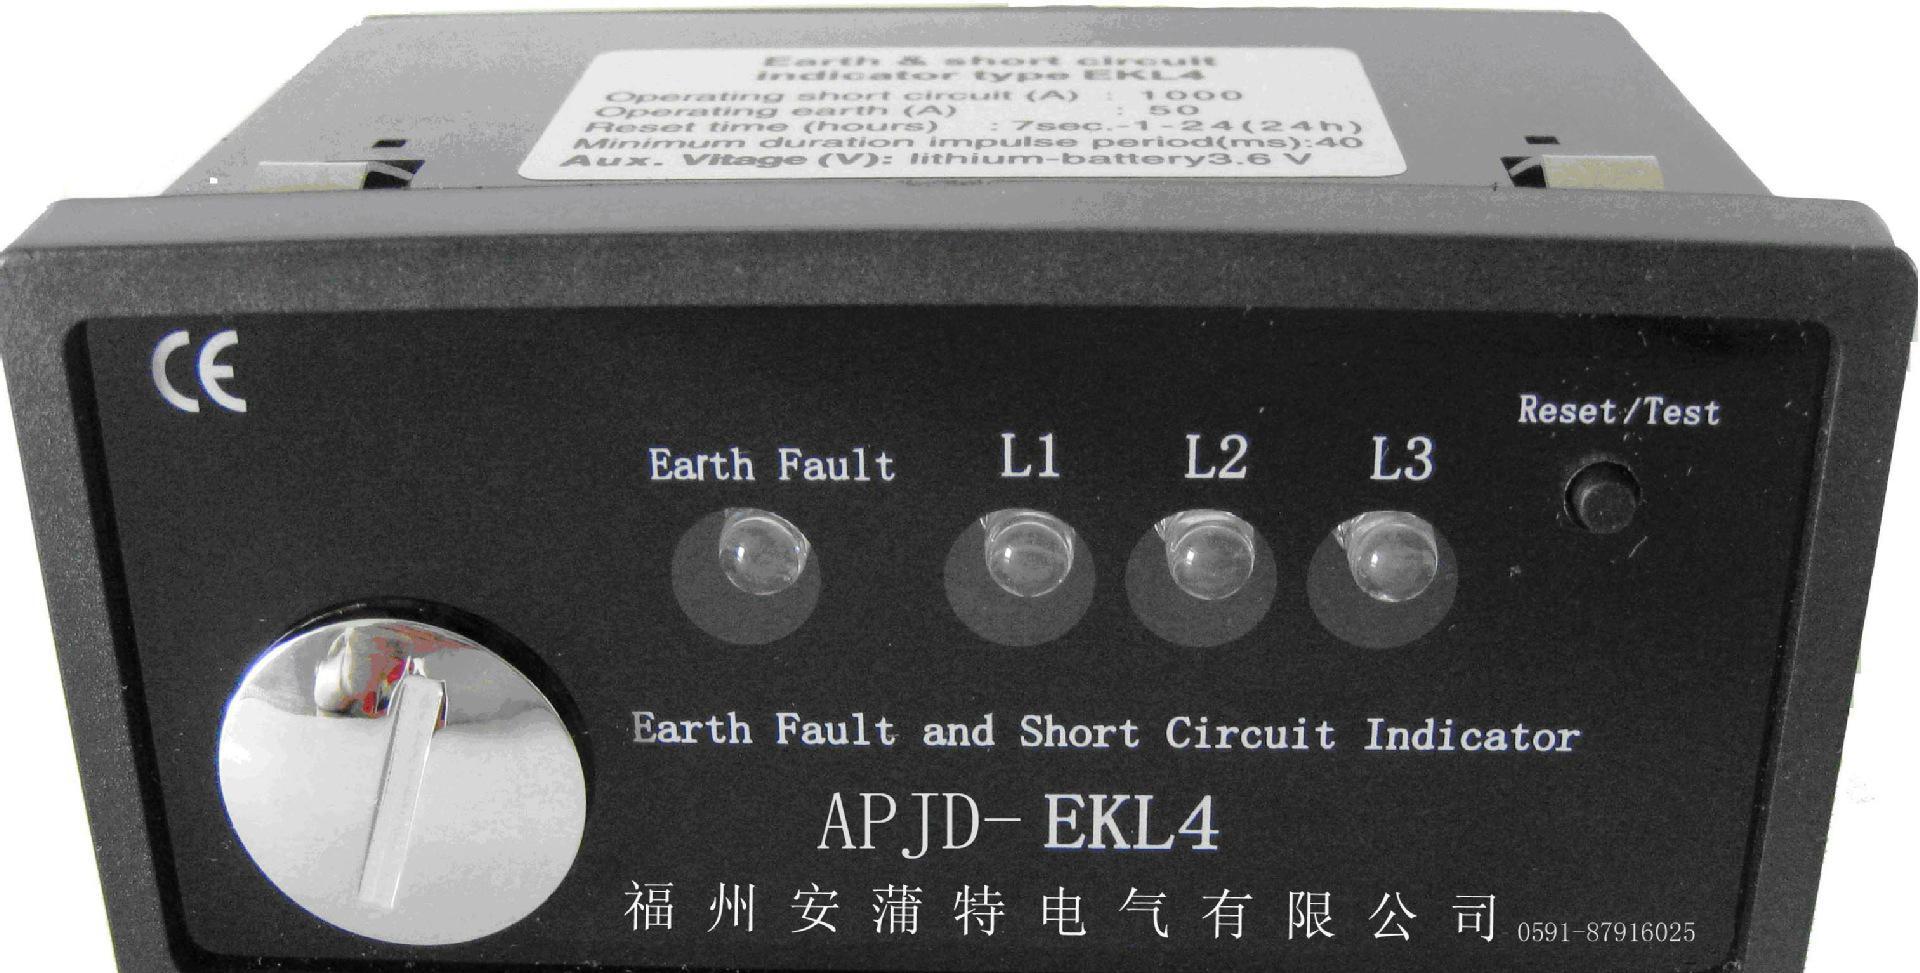 Earth & short circuit
indicator type EKL4
Operating short circuit (A) : 1000
Operating earth (A) : 50
Reset time (hours) :7sec.-1-24(24h)
Minimum duration impulse period(ms):40
Aux. Vltage (V): lithium-battery3.6 V
CE
Reset/Test
Earth Fault L1 L2 L3
Earth Fault and Short Circuit Indicator
APJD-EKL4
福州安蒲特电气有限公司 0591-87916025